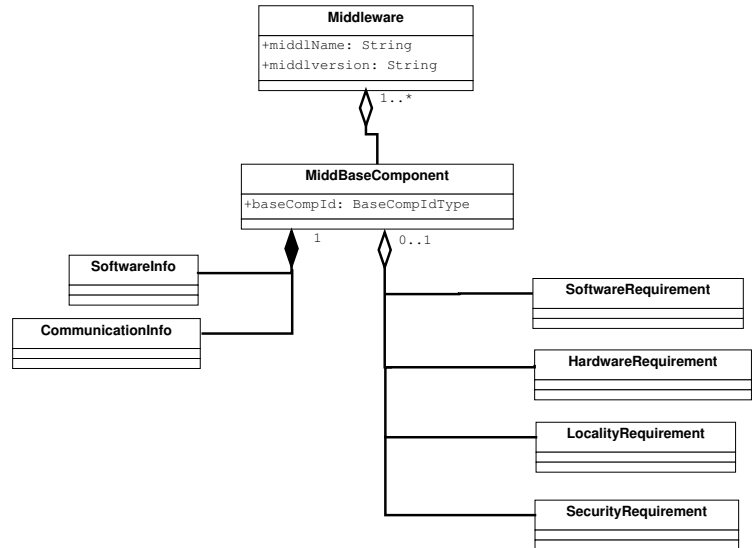 Middleware
+middlName: String
+middlversion: String
1..*
MiddBaseComponent
+baseCompId: BaseCompIdType
1
0..1
SoftwareInfo
SoftwareRequirement
CommunicationInfo
HardwareRequirement
LocalityRequirement
SecurityRequirement